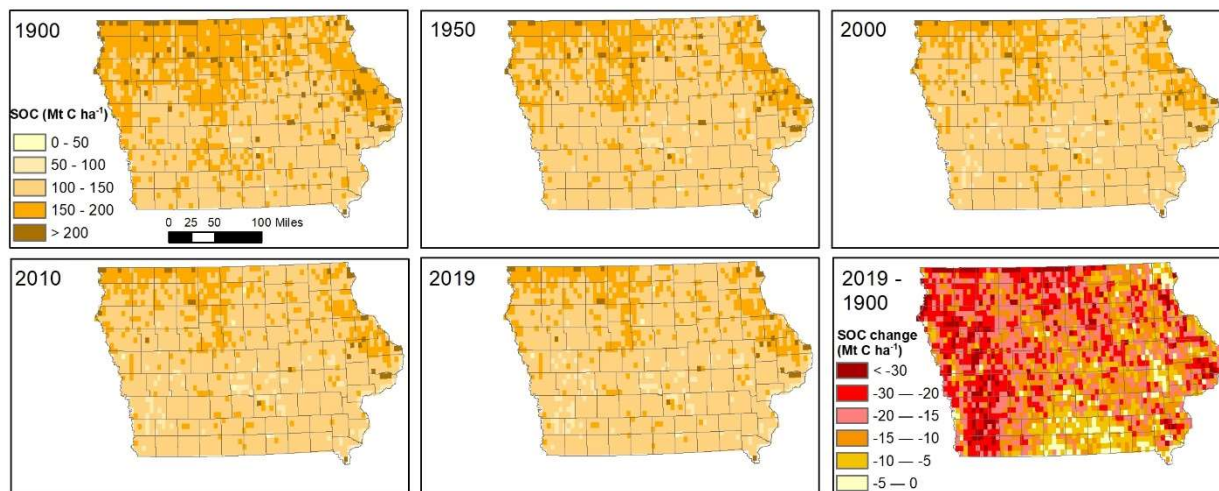 1900
SOC (Mt C ha⁻¹)
0 - 50
50 - 100
100 - 150
150 - 200
> 200
0 25 50 100 Miles
1950
2000
2010
2019
2019 -
1900
SOC change
(Mt C ha⁻¹)
< -30
-30 — -20
-20 — -15
-15 — -10
-10 — -5
-5 — 0